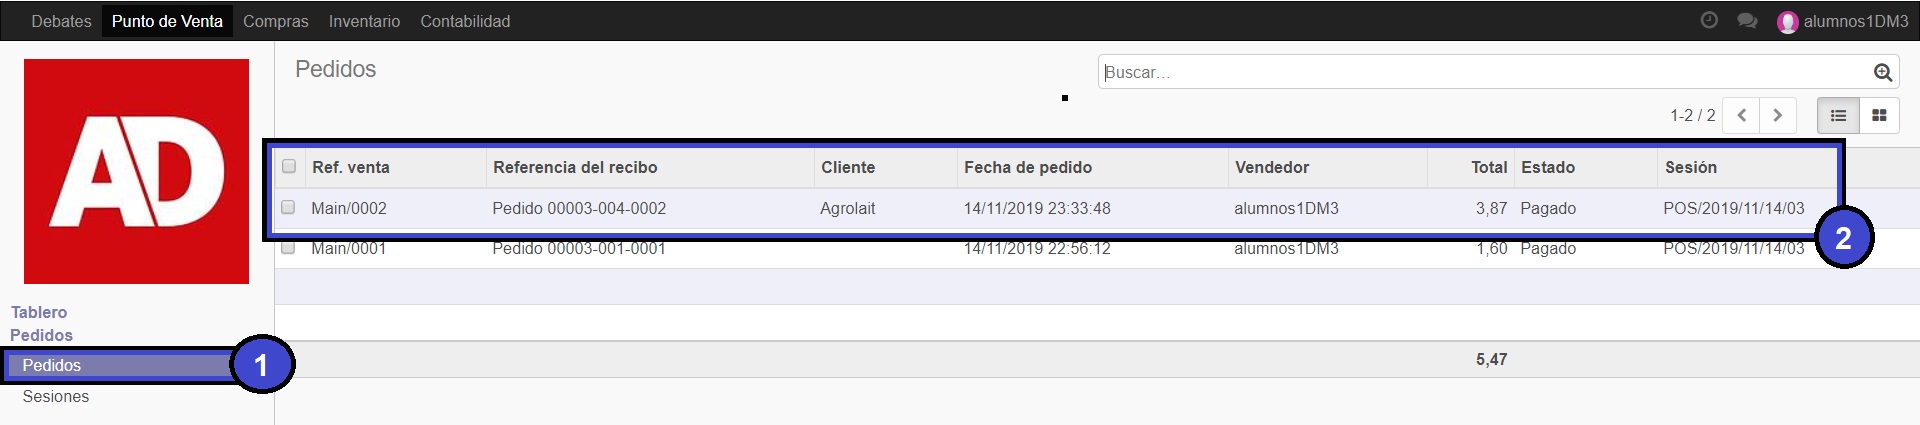 Debates Punto de Venta Compras Inventario Contabilidad alumnos1DM3
AD
Pedidos
Buscar...
1-2 / 2
Ref. venta Referencia del recibo Cliente Fecha de pedido Vendedor Total Estado Sesión
Main/0002 Pedido 00003-004-0002 Agrolait 14/11/2019 23:33:48 alumnos1DM3 3,87 Pagado POS/2019/11/14/03
Main/0001 Pedido 00003-001-0001 14/11/2019 22:56:12 alumnos1DM3 1,60 Pagado POS/2019/11/14/03
2
Tablero
Pedidos
Pedidos
1
5,47
Sesiones